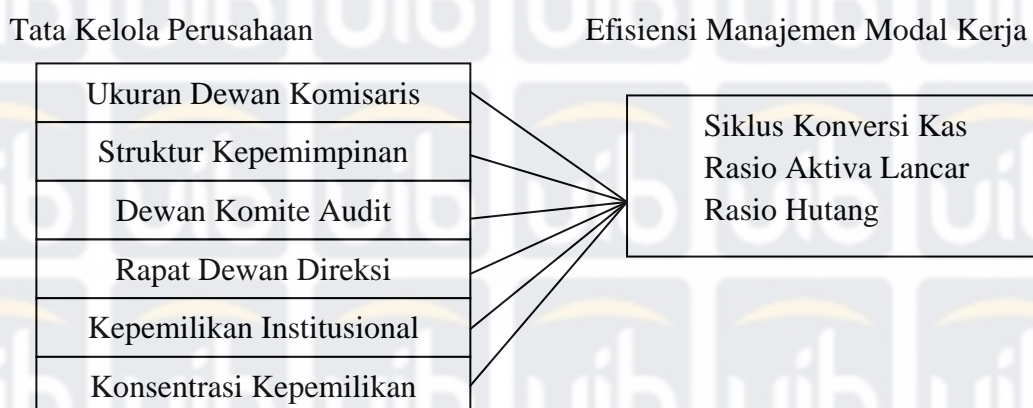 Tata Kelola Perusahaan
Efisiensi Manajemen Modal Kerja
Ukuran Dewan Komisaris
Struktur Kepemimpinan
Dewan Komite Audit
Rapat Dewan Direksi
Kepemilikan Institusional
Konsentrasi Kepemilikan
Siklus Konversi Kas
Rasio Aktiva Lancar
Rasio Hutang